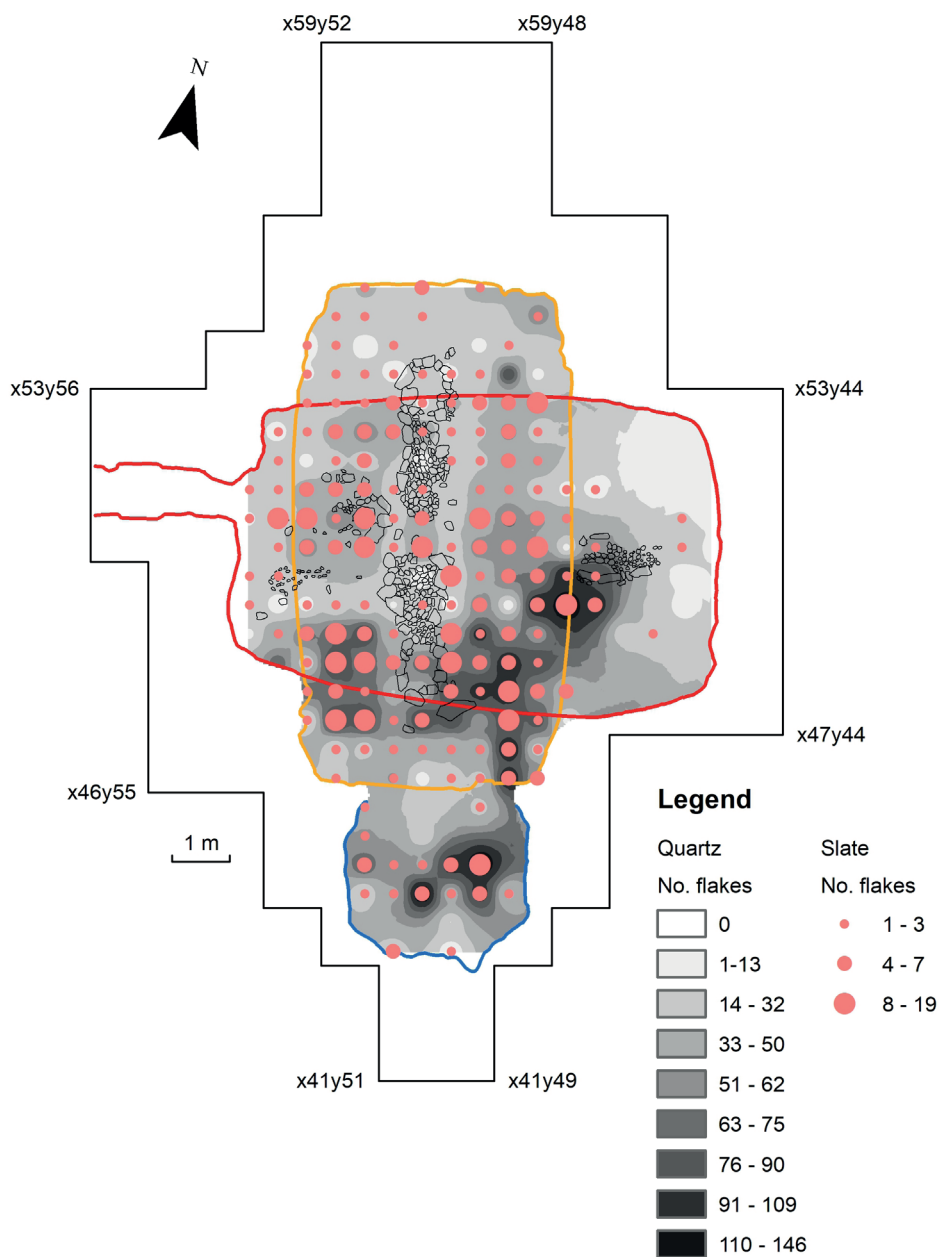 x59y52
x59y48
N
x53y56
x53y44
x47y44
x46y55
1 m
x41y51
x41y49
Legend
Quartz
No. flakes
0
1-13
14 - 32
33 - 50
51 - 62
63 - 75
76 - 90
91 - 109
110 - 146
Slate
No. flakes
1 - 3
4 - 7
8 - 19